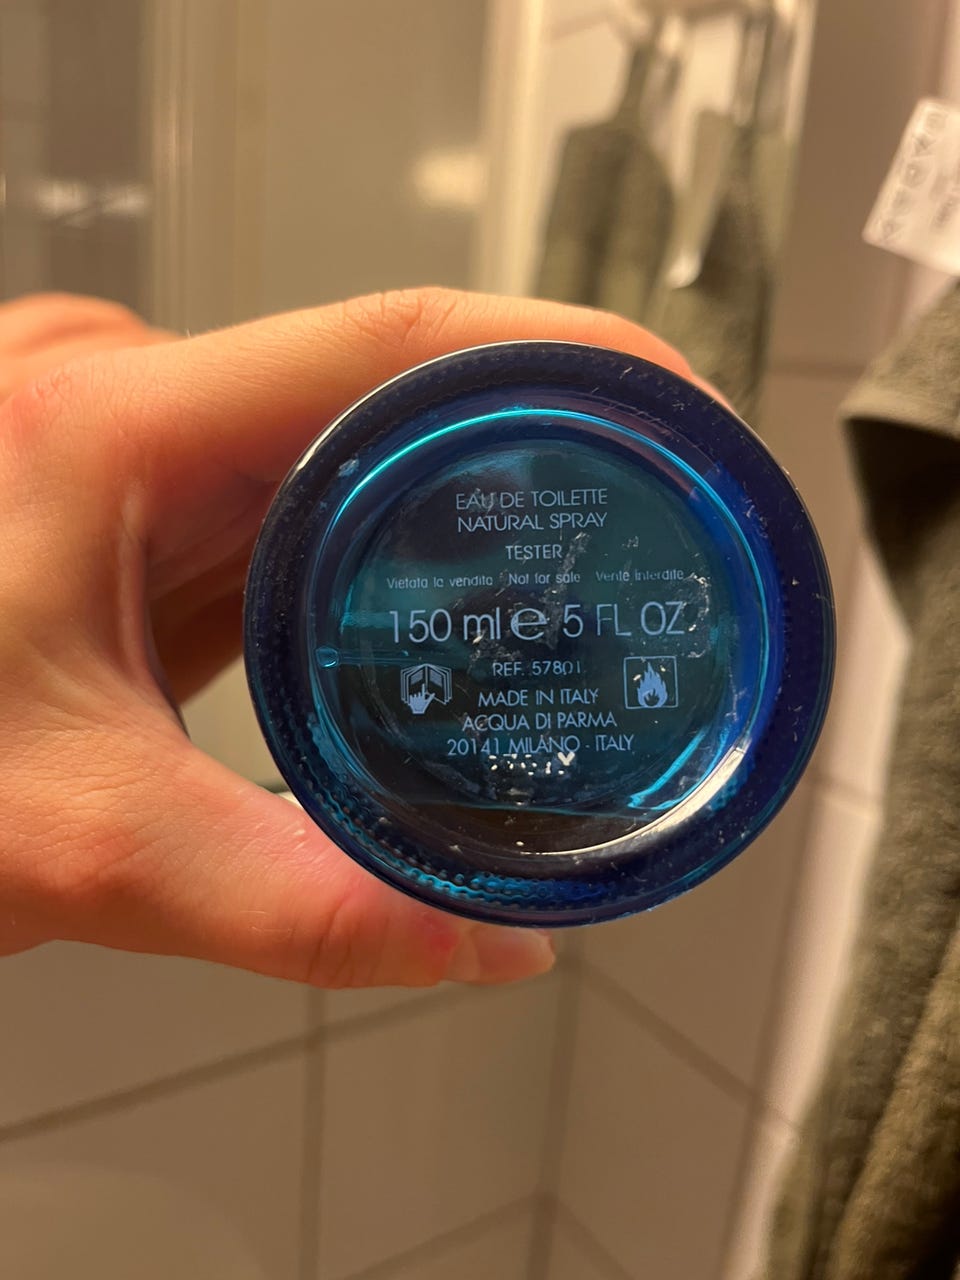 EAU DE TOILETTE
NATURAL SPRAY
TESTER
Vietata la vendita Not for sale Vente interdite
150 ml e 5 FL OZ
REF. 57801
MADE IN ITALY
ACQUA DI PARMA
20141 MILANO - ITALY